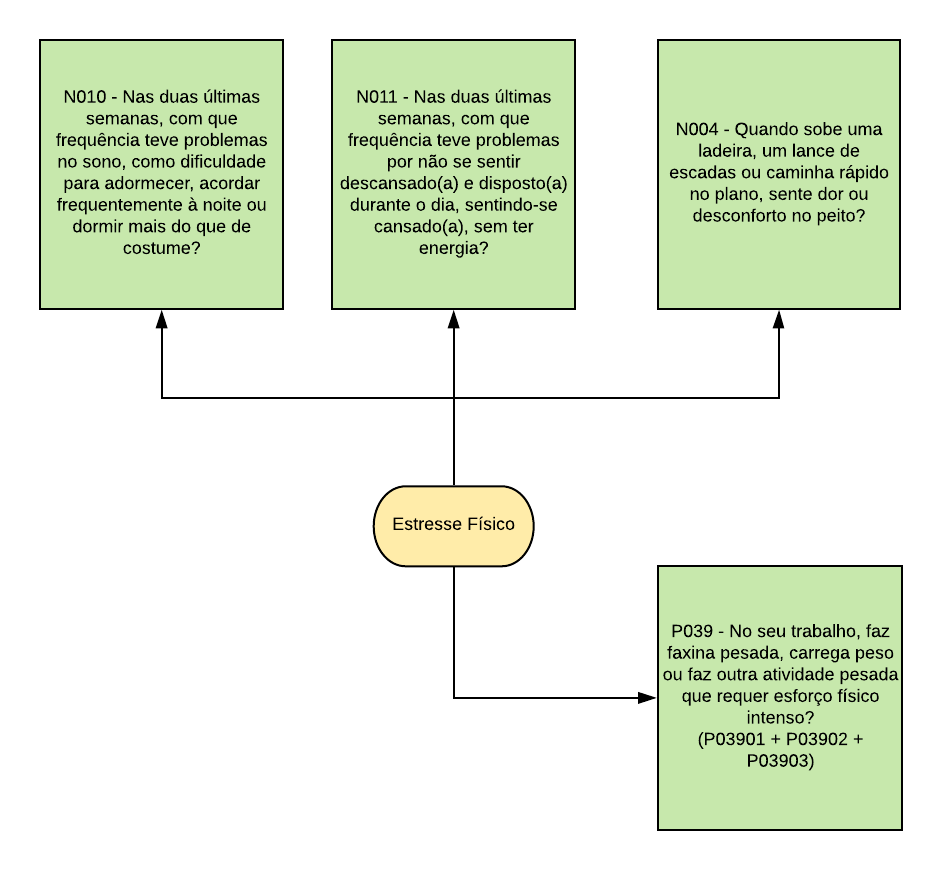 N010 - Nas duas últimas
semanas, com que
frequência teve problemas
no sono, como dificuldade
para adormecer, acordar
frequentemente à noite ou
dormir mais do que de
costume?
N011 - Nas duas últimas
semanas, com que
frequência teve problemas
por não se sentir
descansado(a) e disposto(a)
durante o dia, sentindo-se
cansado(a), sem ter
energia?
N004 - Quando sobe uma
ladeira, um lance de
escadas ou caminha rápido
no plano, sente dor ou
desconforto no peito?
Estresse Físico
P039 - No seu trabalho, faz
faxina pesada, carrega peso
ou faz outra atividade pesada
que requer esforço físico
intenso?
(P03901 + P03902 +
P03903)